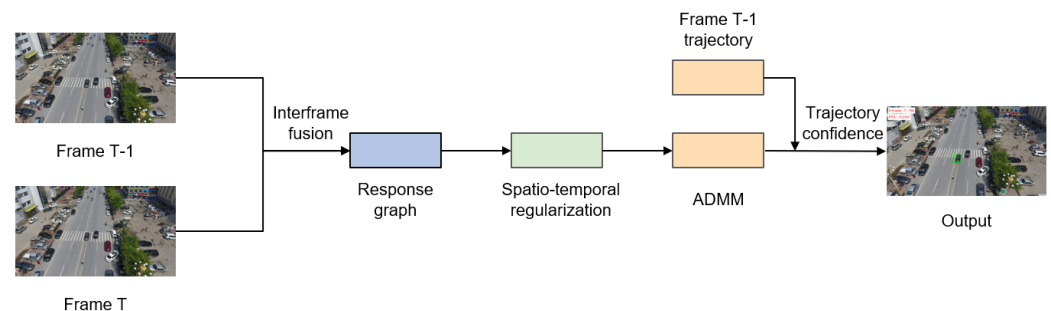 Frame T-1
Frame T
Interframe
fusion
Response
graph
Spatio-temporal
regularization
Frame T-1
trajectory
ADMM
Trajectory
confidence
Output